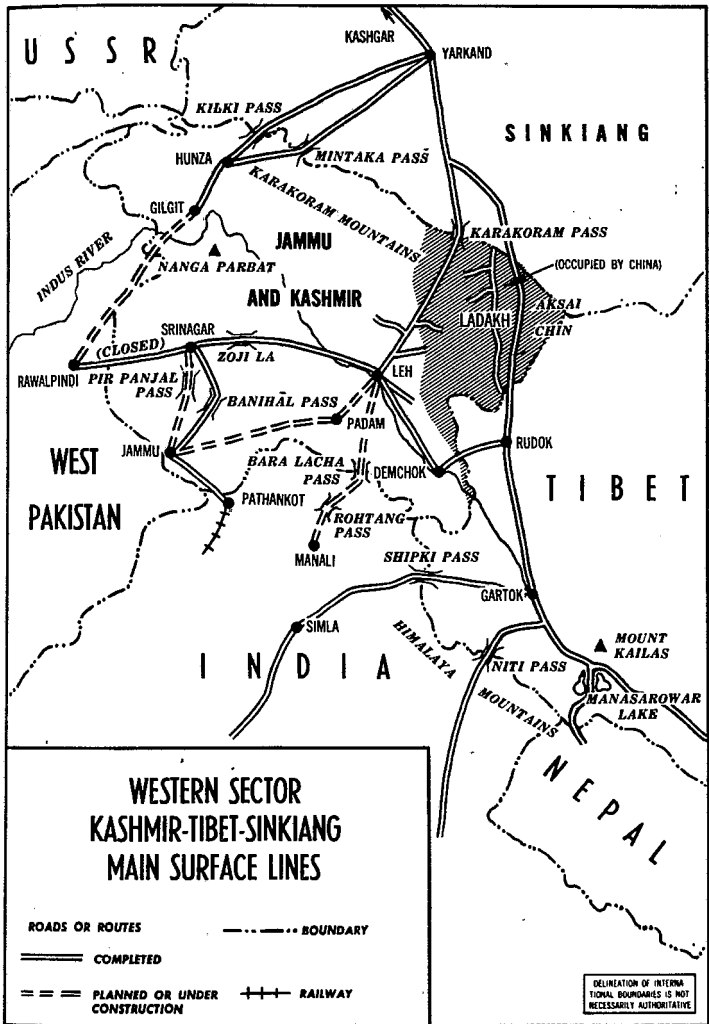 USSR
KASHGAR
YARKAND
KILKI PASS
SINKIANG
HUNZA
MINTAKA PASS
GILGIT
KARAKORAM MOUNTAINS
KARAKORAM PASS
JAMMU
INDUS RIVER
NANGA PARBAT
(OCCUPIED BY CHINA)
AND KASHMIR
AKSAI
CHIN
LADAKH
SRINAGAR
(CLOSED)
ZOJI LA
RAWALPINDI
PIR PANJAL
PASS
LEH
BANIHĀL PASS
PADAM
JAMMU
RUDOK
WEST
PAKISTAN
BARA LACHA
PASS
DEMCHOK
TIBET
PATHANKOT
ROHTANG
PASS
MANALI
SHIPKI PASS
GARTOK
SIMLA
HIMALAYA
MOUNTAINS
MOUNT
KAILAS
INDIA
NITI PASS
MANASAROWAR
LAKE
NEPAL
WESTERN SECTOR
KASHMIR-TIBET-SINKIANG
MAIN SURFACE LINES
ROADS OR ROUTES
BOUNDARY
COMPLETED
PLANNED OR UNDER
CONSTRUCTION
RAILWAY
DELINEATION OF INTERNA
TIONAL BOUNDARIES IS NOT
NECESSARILY AUTHORITATIVE